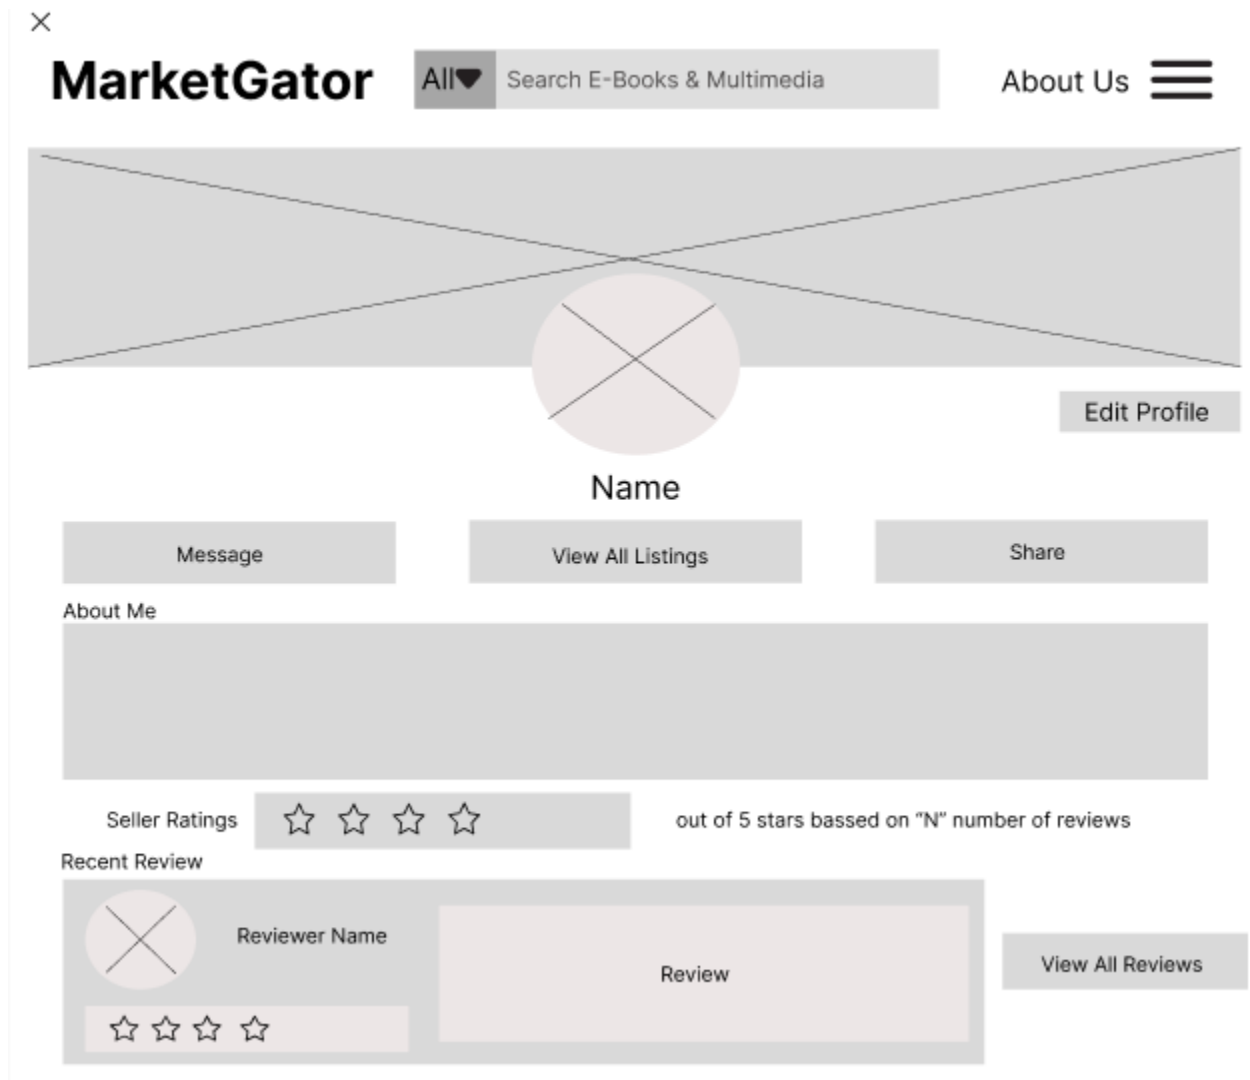 MarketGator
All
Search E-Books & Multimedia
About Us
Edit Profile
Name
Message
View All Listings
Share
About Me
Seller Ratings
out of 5 stars bassed on “N” number of reviews
Recent Review
Reviewer Name
Review
View All Reviews